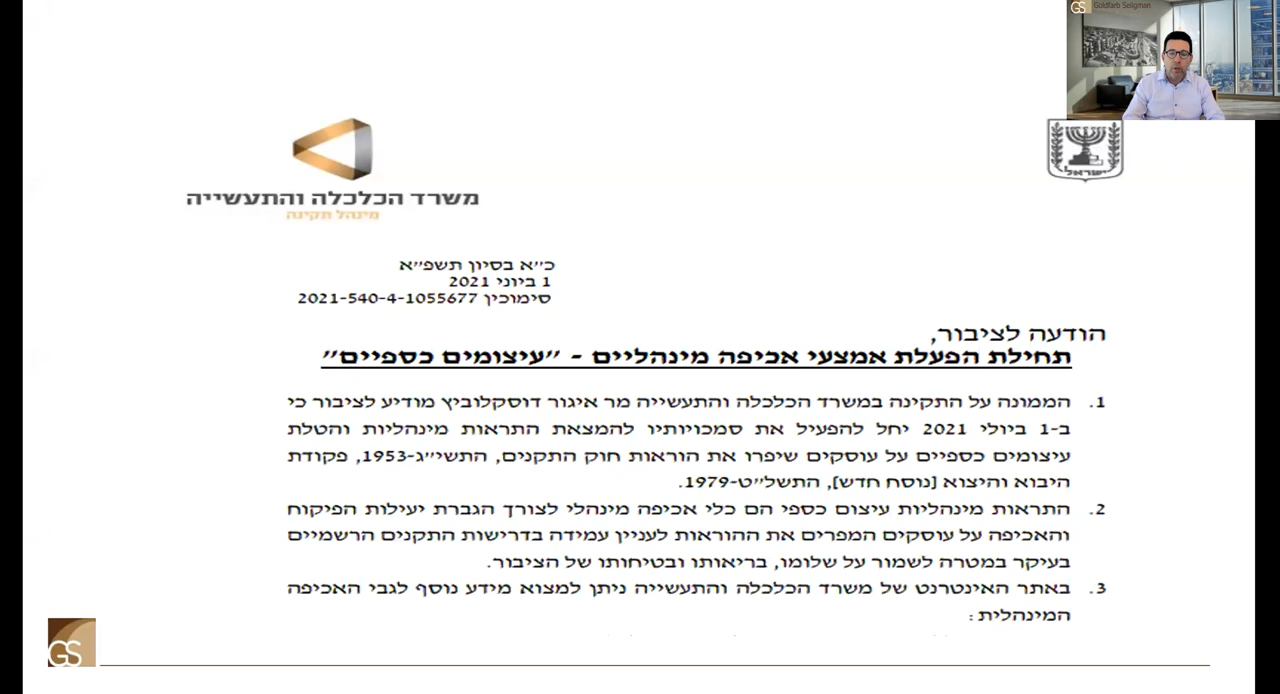 GS Goldfarb Seligman
ישראל
משרד הכלכלה והתעשייה
מינהל תקינה
כ"א בסיון תשפ"א
1 ביוני 2021
סימוכין 2021-540-4-1055677
הודעה לציבור,
תחילת הפעלת אמצעי אכיפה מינהליים - "עיצומים כספיים"
1. הממונה על התקינה במשרד הכלכלה והתעשייה מר איגור דוסקלוביץ מודיע לציבור כי
ב-1 ביולי 2021 יחל להפעיל את סמכויותיו להמצאת התראות מינהליות והטלת
עיצומים כספיים על עוסקים שיפרו את הוראות חוק התקנים, התשי"ג-1953, פקודת
היבוא והיצוא [נוסח חדש], התשל"ט-1979.
2. התראות מינהליות עיצום כספי הם כלי אכיפה מינהלי לצורך הגברת יעילות הפיקוח
והאכיפה על עוסקים המפרים את ההוראות לעניין עמידה בדרישות התקנים הרשמיים
בעיקר במטרה לשמור על שלומו, בריאותו ובטיחותו של הציבור.
3. באתר האינטרנט של משרד הכלכלה והתעשייה ניתן למצוא מידע נוסף לגבי האכיפה
המינהלית:
GS